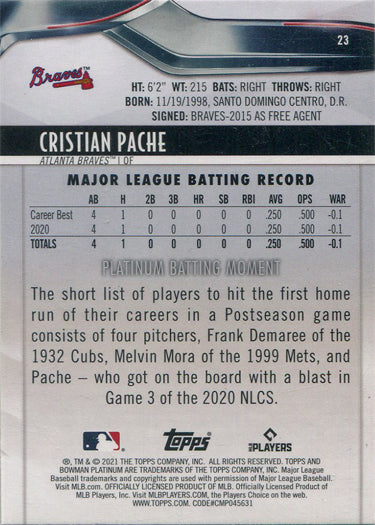 23
Braves™
HT: 6'2" WT: 215 BATS: RIGHT THROWS: RIGHT
BORN: 11/19/1998, SANTO DOMINGO CENTRO, D.R.
SIGNED: BRAVES-2015 AS FREE AGENT
CRISTIAN PACHE
ATLANTA BRAVES™ | OF
MAJOR LEAGUE BATTING RECORD
AB H 2B 3B HR SB RBI AVG OPS WAR
Career Best 4 1 0 0 0 0 0 .250 .500 -0.1
2020 4 1 0 0 0 0 0 .250 .500 -0.1
TOTALS 4 1 0 0 0 0 0 .250 .500 -0.1
PLATINUM BATTING MOMENT
The short list of players to hit the first home
run of their careers in a Postseason game
consists of four pitchers, Frank Demaree of the
1932 Cubs, Melvin Mora of the 1999 Mets, and
Pache – who got on the board with a blast in
Game 3 of the 2020 NLCS.
Topps
MLB PLAYERS
®, TM & © 2021 THE TOPPS COMPANY, INC. ALL RIGHTS RESERVED. TOPPS AND
BOWMAN PLATINUM ARE TRADEMARKS OF THE TOPPS COMPANY, INC. Major League
Baseball trademarks and copyrights are used with permission of Major League Baseball.
Visit MLB.com. OFFICIALLY LICENSED PRODUCT OF MLB. Officially Licensed Product of
MLB Players, Inc. Visit MLBPLAYERS.com, the Players Choice on the web.
WWW.TOPPS.COM. CODE#CMP045631